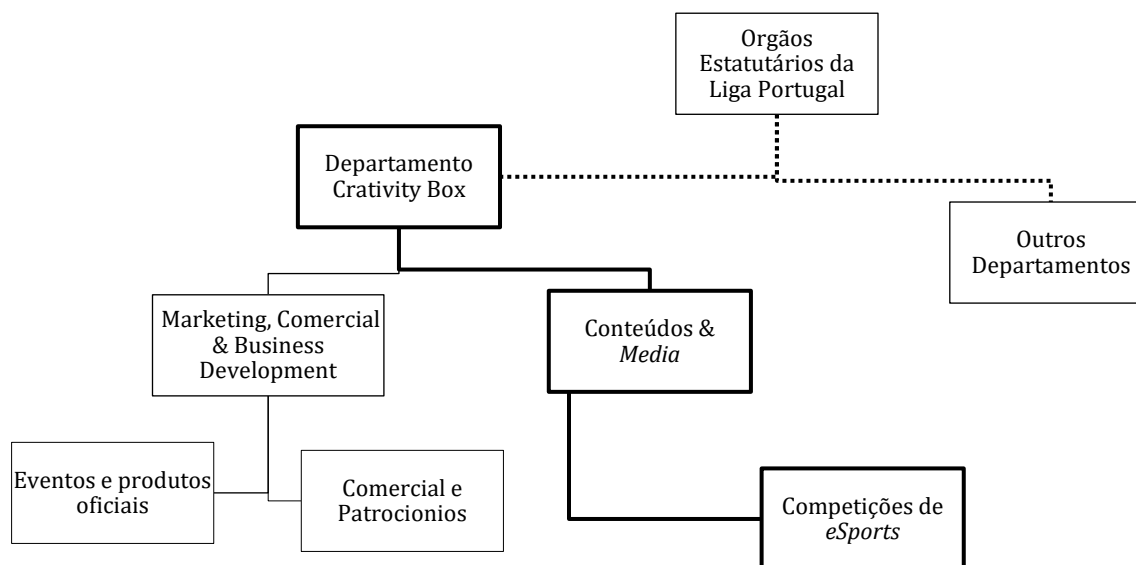 Orgãos
Estatutários da
Liga Portugal
Departamento
Crativity Box
Outros
Departamentos
Marketing, Comercial
& Business
Development
Conteúdos &
Media
Eventos e produtos
oficiais
Comercial e
Patrocionios
Competições de
eSports